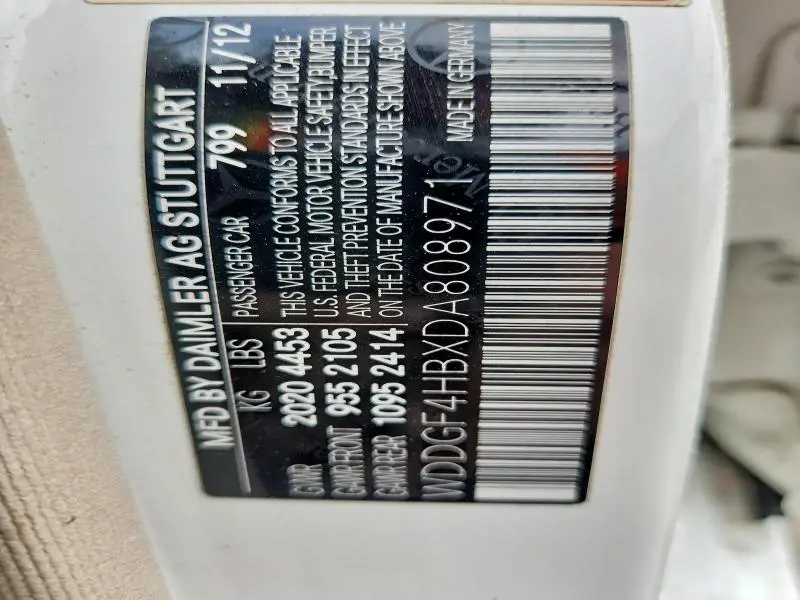 MFD BY DAIMLER AG STUTTGART
KG LBS PASSENGER CAR 799 11/12
GVWR 2020 4453 THIS VEHICLE CONFORMS TO ALL APPLICABLE
GAWR FRONT 955 2105 U.S. FEDERAL MOTOR VEHICLE SAFETY, BUMPER
AND THEFT PREVENTION STANDARDS IN EFFECT
GAWR REAR 1095 2414 ON THE DATE OF MANUFACTURE SHOWN ABOVE
WDDGF4HBXDA808971 MADE IN GERMANY